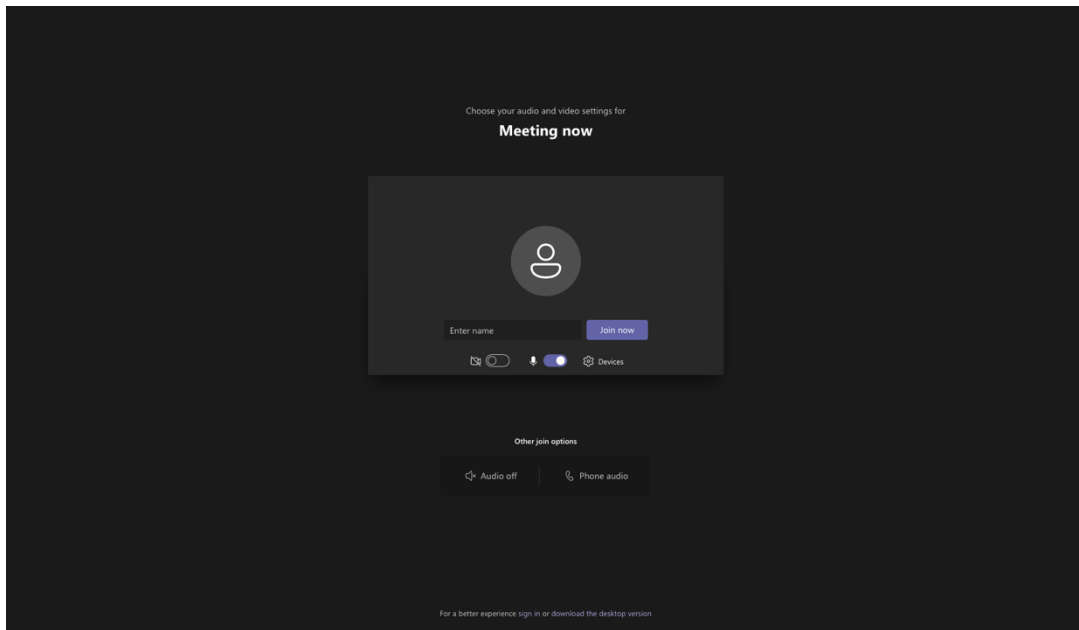 Choose your audio and video settings for
Meeting now
Enter name
Join now
Devices
Other join options
Audio off
Phone audio
For a better experience sign in or download the desktop version